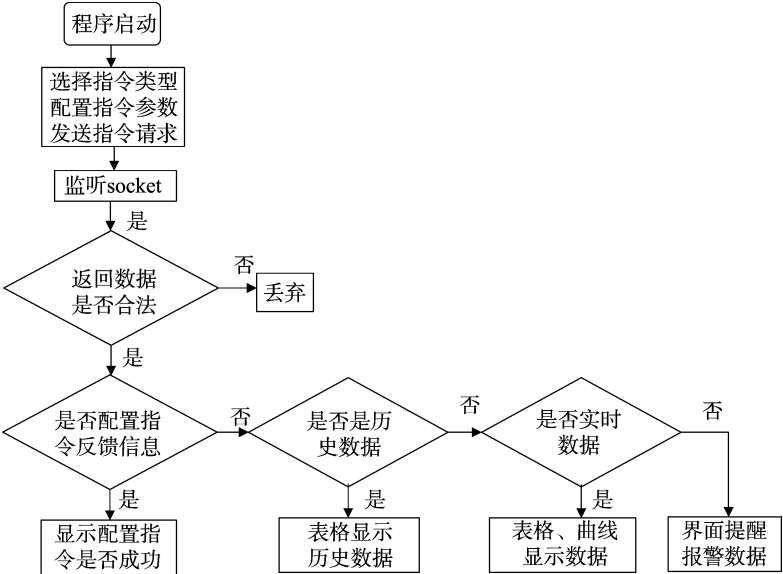 程序启动
选择指令类型
配置指令参数
发送指令请求
监听socket
是
返回数据
是否合法
否
丢弃
是
是否配置指
令反馈信息
否
是否是历
史数据
否
是否实时
数据
否
是
显示配置指
令是否成功
是
表格显示
历史数据
是
表格、曲线
显示数据
界面提醒
报警数据